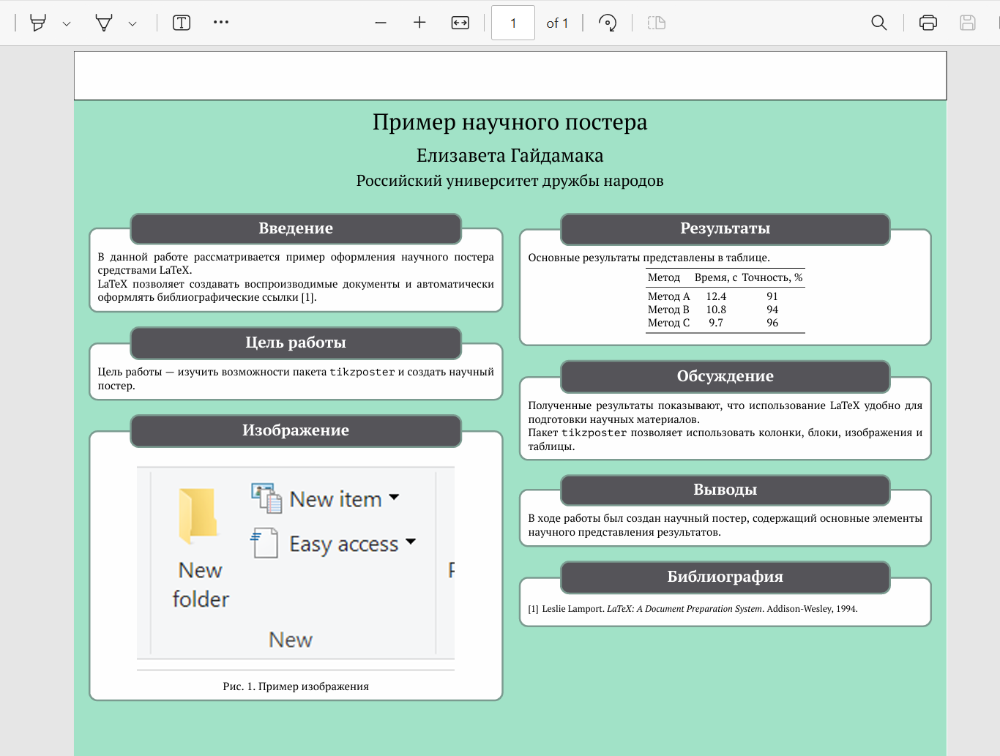 1 of 1
Пример научного постера
Елизавета Гайдамака
Российский университет дружбы народов
Введение
В данной работе рассматривается пример оформления научного постера
средствами LaTeX.
LaTeX позволяет создавать воспроизводимые документы и автоматически
оформлять библиографические ссылки [1].
Цель работы
Цель работы — изучить возможности пакета tikzposter и создать научный
постер.
Изображение
New item
Easy access
New
folder
New
Рис. 1. Пример изображения
Результаты
Основные результаты представлены в таблице.
Метод Время, с Точность, %
Метод A 12.4 91
Метод B 10.8 94
Метод C 9.7 96
Обсуждение
Полученные результаты показывают, что использование LaTeX удобно для
подготовки научных материалов.
Пакет tikzposter позволяет использовать колонки, блоки, изображения и
таблицы.
Выводы
В ходе работы был создан научный постер, содержащий основные элементы
научного представления результатов.
Библиография
[1] Leslie Lamport. LaTeX: A Document Preparation System. Addison-Wesley, 1994.